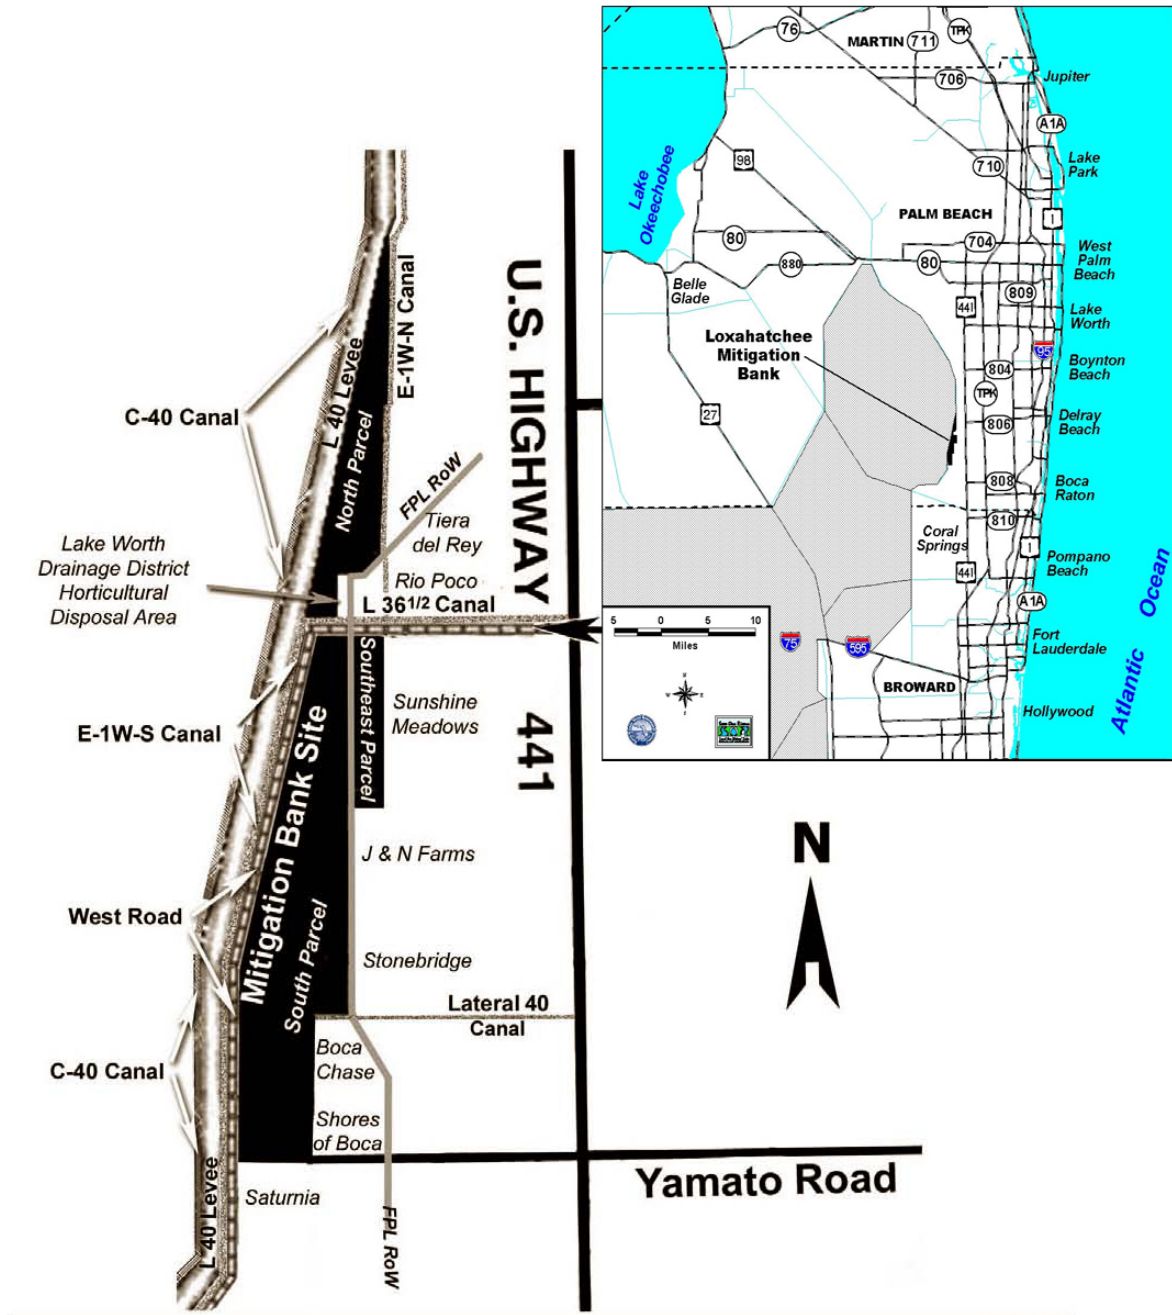 76
MARTIN
711
TPK
706
Jupiter
A1A
98
710
Lake
Park
Lake
Okeechobee
PALM BEACH
1
80
704
West
Palm
Beach
880
80
Belle
Glade
809
441
Lake
Worth
Loxahatchee
Mitigation
Bank
95
804
Boynton
Beach
TPK
27
806
Delray
Beach
808
Boca
Raton
810
Coral
Springs
1
441
Pompano
Beach
A1A
Atlantic Ocean
5 0 5 10
Miles
75
595
Fort
Lauderdale
BROWARD
N
W E
S
Hollywood
E-1W-N Canal
U.S. HIGHWAY 441
L 40 Levee
C-40 Canal
North Parcel
FPL RoW
Tiera
del Rey
Lake Worth
Drainage District
Horticultural
Disposal Area
Rio Poco
L 36 1/2 Canal
Southeast Parcel
Sunshine
Meadows
E-1W-S Canal
Mitigation Bank Site
N
J & N Farms
West Road
South Parcel
Stonebridge
Lateral 40
Canal
Boca
Chase
C-40 Canal
Shores
of Boca
Yamato Road
L 40 Levee
Saturnia
FPL RoW